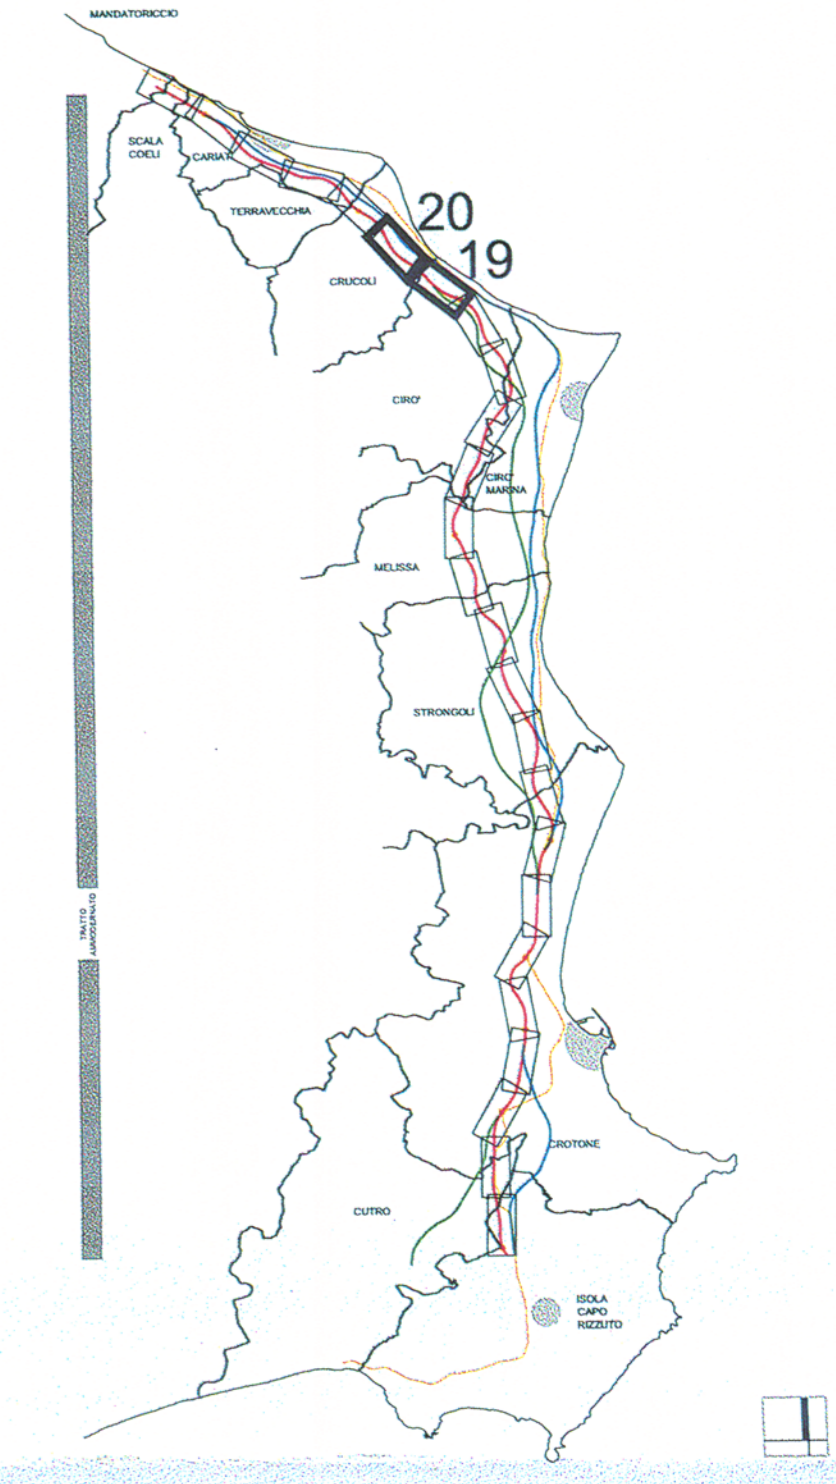 MANDATORICCIO
SCALA
COELI
CARIATI
TERRAVECCHIA
20
19
CRUCOLI
CIRO'
CIRO'
MARINA
MELISSA
STRONGOLI
TRATTO
AMMODERNATO
CROTONE
CUTRO
ISOLA
CAPO
RIZZUTO